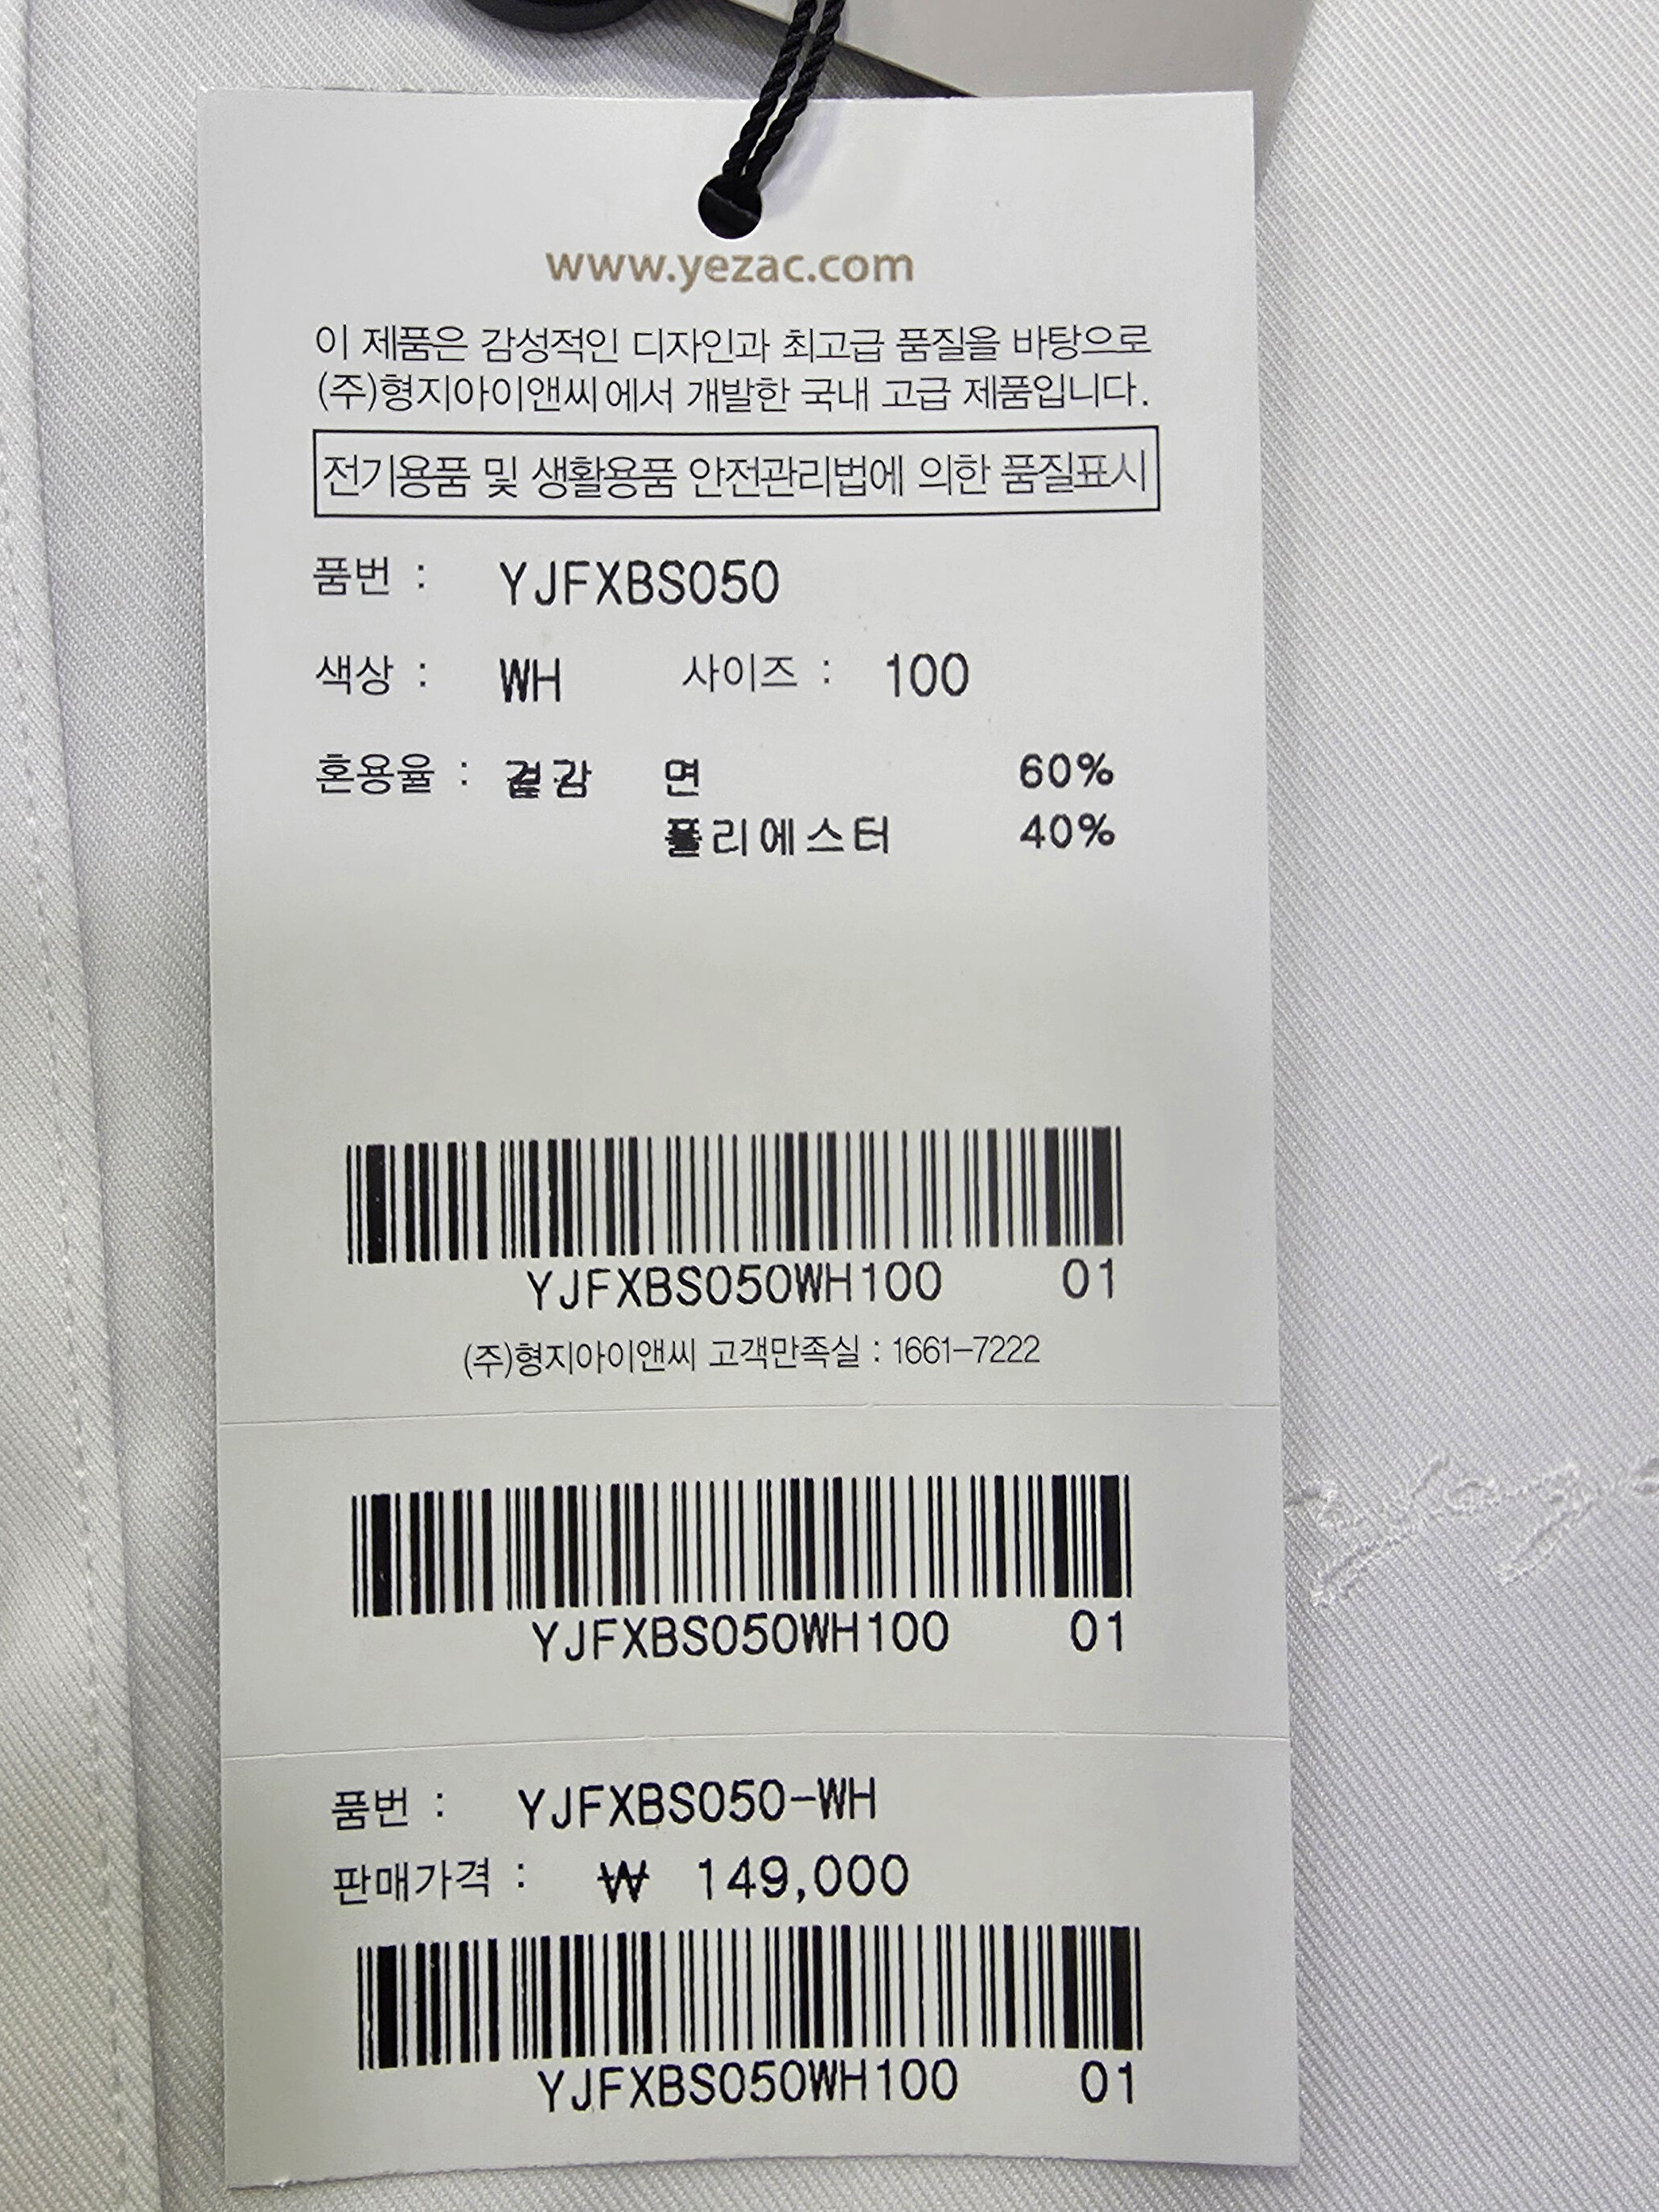 www.yezac.com
이 제품은 감성적인 디자인과 최고급 품질을 바탕으로
(주)형지아이앤씨에서 개발한 국내 고급 제품입니다.
전기용품 및 생활용품 안전관리법에 의한 품질표시
품번 : YJFXBS050
색상 : WH 사이즈 : 100
혼용율 : 겉감 면 60%
폴리에스터 40%
YJFXBS050WH100 01
(주)형지아이앤씨 고객만족실 : 1661-7222
YJFXBS050WH100 01
품번 : YJFXBS050-WH
판매가격 : ₩ 149,000
YJFXBS050WH100 01